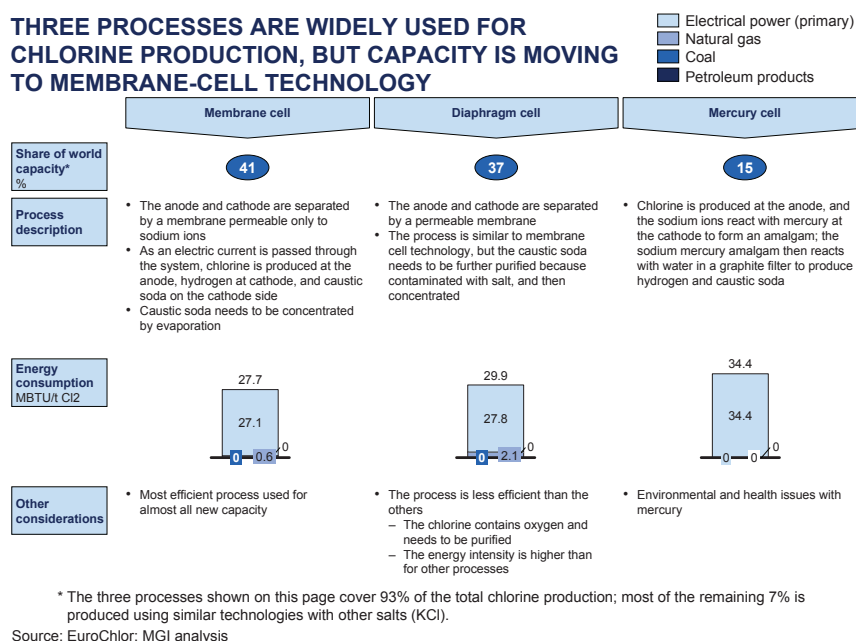 THREE PROCESSES ARE WIDELY USED FOR
CHLORINE PRODUCTION, BUT CAPACITY IS MOVING
TO MEMBRANE-CELL TECHNOLOGY
Electrical power (primary)
Natural gas
Coal
Petroleum products
Membrane cell
Diaphragm cell
Mercury cell
Share of world
capacity*
%
41
37
15
Process
description
• The anode and cathode are separated
by a membrane permeable only to
sodium ions
• As an electric current is passed through
the system, chlorine is produced at the
anode, hydrogen at cathode, and caustic
soda on the cathode side
• Caustic soda needs to be concentrated
by evaporation
• The anode and cathode are separated
by a permeable membrane
• The process is similar to membrane
cell technology, but the caustic soda
needs to be further purified because
contaminated with salt, and then
concentrated
• Chlorine is produced at the anode, and
the sodium ions react with mercury at
the cathode to form an amalgam; the
sodium mercury amalgam then reacts
with water in a graphite filter to produce
hydrogen and caustic soda
Energy
consumption
MBTU/t Cl2
27.7
27.1
0
0.6
0
29.9
27.8
0
2.1
0
34.4
34.4
0
0
0
Other
considerations
• Most efficient process used for
almost all new capacity
• The process is less efficient than the
others
– The chlorine contains oxygen and
needs to be purified
– The energy intensity is higher than
for other processes
• Environmental and health issues with
mercury
* The three processes shown on this page cover 93% of the total chlorine production; most of the remaining 7% is
produced using similar technologies with other salts (KCl).
Source: EuroChlor; MGI analysis